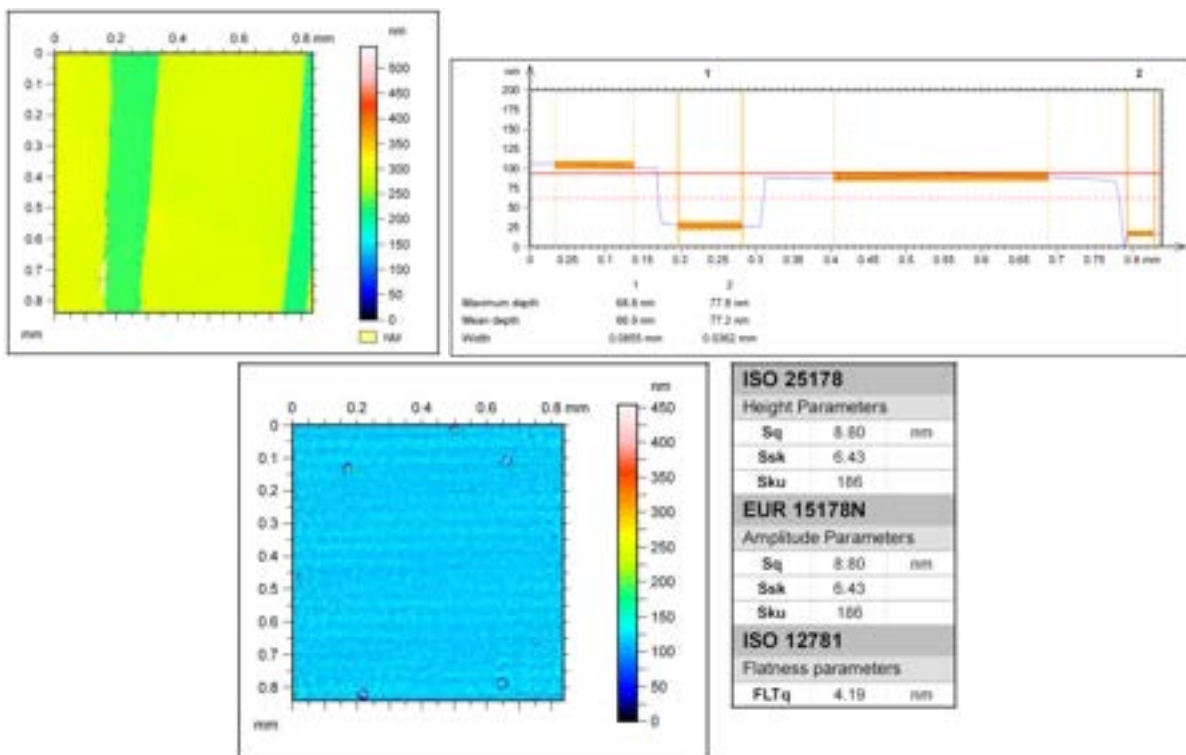 0 0.2 0.4 0.6 0.8 mm
nm
0
0.1
0.2
0.3
0.4
0.5
0.6
0.7
0.8
mm
500
450
400
350
300
250
200
150
100
50
0
NM
nm
1 2
200
175
150
125
100
75
50
25
0
0 0.05 0.1 0.15 0.2 0.25 0.3 0.35 0.4 0.45 0.5 0.55 0.6 0.65 0.7 0.75 0.8 mm
1 2
Maximum depth 68.8 nm 77.8 nm
Mean depth 66.9 nm 77.2 nm
Width 0.0855 mm 0.0362 mm
0 0.2 0.4 0.6 0.8 mm
nm
0
0.1
0.2
0.3
0.4
0.5
0.6
0.7
0.8
mm
450
400
350
300
250
200
150
100
50
0
ISO 25178
Height Parameters
Sq 8.80 nm
Ssk 6.43
Sku 186
EUR 15178N
Amplitude Parameters
Sq 8.80 nm
Ssk 6.43
Sku 186
ISO 12781
Flatness parameters
FLTq 4.19 nm